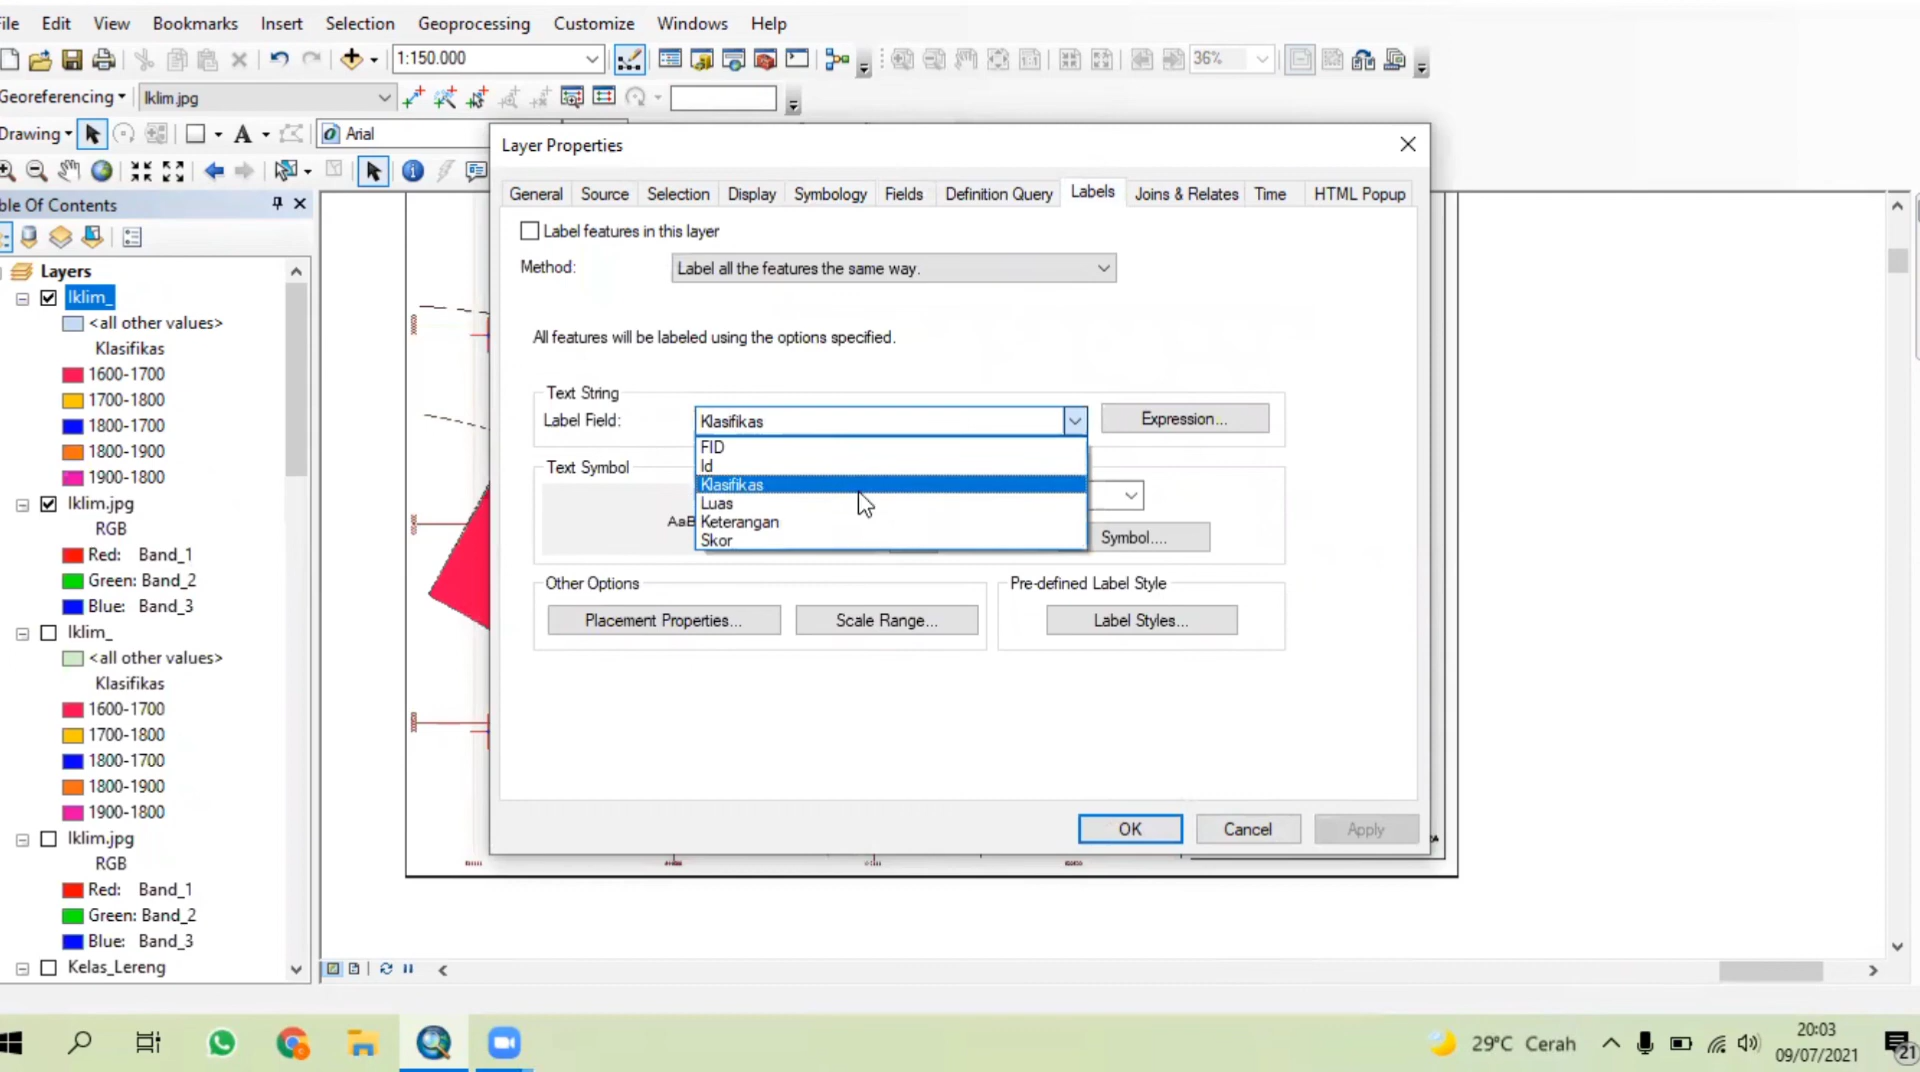 ile Edit View Bookmarks Insert Selection Geoprocessing Customize Windows Help
1:150.000
36%
Georeferencing
Iklim.jpg
Drawing
A
Arial
Layer Properties
General Source Selection Display Symbology Fields Definition Query Labels Joins & Relates Time HTML Popup
ble Of Contents
Layers
Iklim_
<all other values>
Klasifikas
1600-1700
1700-1800
1800-1700
1800-1900
1900-1800
Iklim.jpg
RGB
Red: Band_1
Green: Band_2
Blue: Band_3
Iklim_
<all other values>
Klasifikas
1600-1700
1700-1800
1800-1700
1800-1900
1900-1800
Iklim.jpg
RGB
Red: Band_1
Green: Band_2
Blue: Band_3
Kelas_Lereng
Label features in this layer
Method:
Label all the features the same way.
All features will be labeled using the options specified.
Text String
Label Field:
Klasifikas
Expression...
FID
Id
Klasifikas
Luas
Keterangan
Skor
Text Symbol
AaB
Symbol....
Other Options
Placement Properties...
Scale Range...
Pre-defined Label Style
Label Styles...
OK
Cancel
Apply
29°C Cerah
20:03
09/07/2021
21